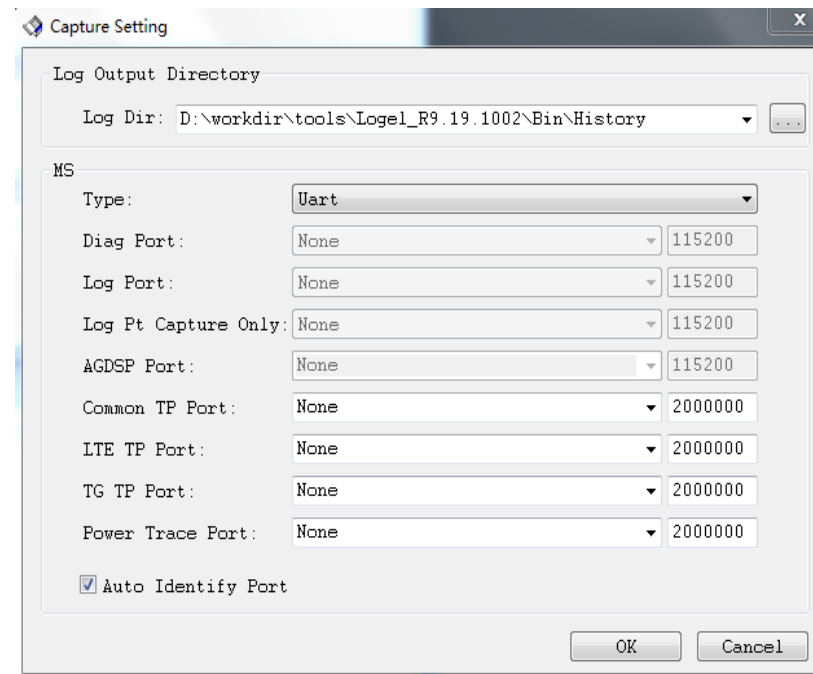 Capture Setting x
Log Output Directory
Log Dir: D:\workdir\tools\Logel_R9.19.1002\Bin\History ...
MS
Type: Uart
Diag Port: None 115200
Log Port: None 115200
Log Pt Capture Only: None 115200
AGDSP Port: None 115200
Common TP Port: None 2000000
LTE TP Port: None 2000000
TG TP Port: None 2000000
Power Trace Port: None 2000000
Auto Identify Port
OK Cancel